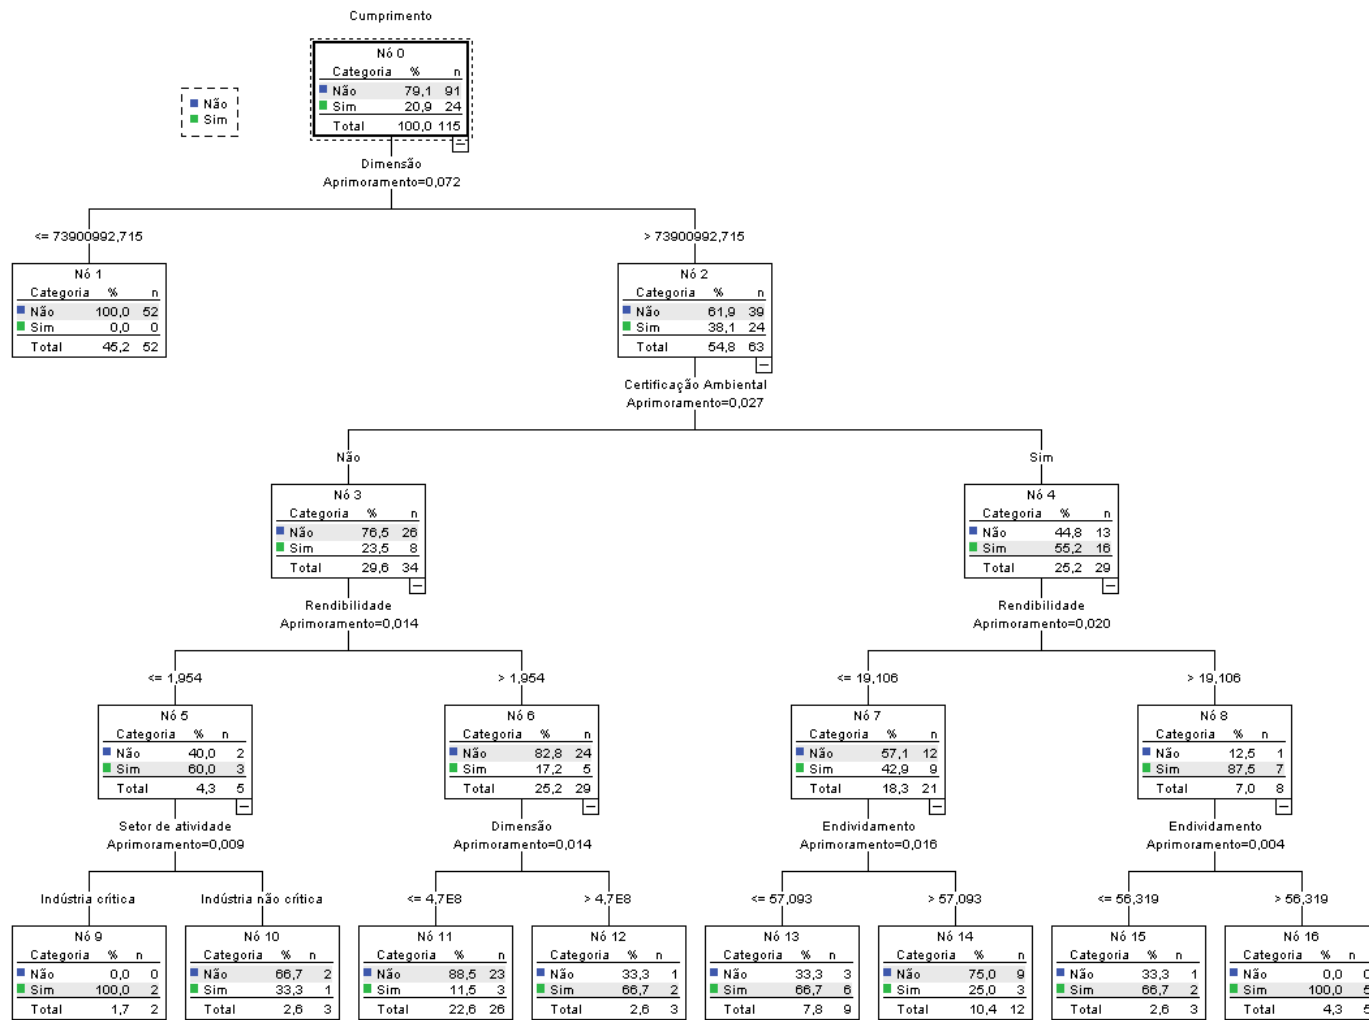 Cumprimento
Nó 0
Categoria % n
Não 79,1 91
Sim 20,9 24
Total 100,0 115
Não
Sim
Dimensão
Aprimoramento=0,072
<= 73900992,715
> 73900992,715
Nó 1
Categoria % n
Não 100,0 52
Sim 0,0 0
Total 45,2 52
Nó 2
Categoria % n
Não 61,9 39
Sim 38,1 24
Total 54,8 63
Certificação Ambiental
Aprimoramento=0,027
Não
Sim
Nó 3
Categoria % n
Não 76,5 26
Sim 23,5 8
Total 29,6 34
Nó 4
Categoria % n
Não 44,8 13
Sim 55,2 16
Total 25,2 29
Rendibilidade
Aprimoramento=0,014
Rendibilidade
Aprimoramento=0,020
<= 1,954
> 1,954
<= 19,106
> 19,106
Nó 5
Categoria % n
Não 40,0 2
Sim 60,0 3
Total 4,3 5
Nó 6
Categoria % n
Não 82,8 24
Sim 17,2 5
Total 25,2 29
Nó 7
Categoria % n
Não 57,1 12
Sim 42,9 9
Total 18,3 21
Nó 8
Categoria % n
Não 12,5 1
Sim 87,5 7
Total 7,0 8
Setor de atividade
Aprimoramento=0,009
Dimensão
Aprimoramento=0,014
Endividamento
Aprimoramento=0,016
Endividamento
Aprimoramento=0,004
Indústria crítica
Indústria não crítica
<= 4,7E8
> 4,7E8
<= 57,093
> 57,093
<= 56,319
> 56,319
Nó 9
Categoria % n
Não 0,0 0
Sim 100,0 2
Total 1,7 2
Nó 10
Categoria % n
Não 66,7 2
Sim 33,3 1
Total 2,6 3
Nó 11
Categoria % n
Não 88,5 23
Sim 11,5 3
Total 22,6 26
Nó 12
Categoria % n
Não 33,3 1
Sim 66,7 2
Total 2,6 3
Nó 13
Categoria % n
Não 33,3 3
Sim 66,7 6
Total 7,8 9
Nó 14
Categoria % n
Não 75,0 9
Sim 25,0 3
Total 10,4 12
Nó 15
Categoria % n
Não 33,3 1
Sim 66,7 2
Total 2,6 3
Nó 16
Categoria % n
Não 0,0 0
Sim 100,0 5
Total 4,3 5